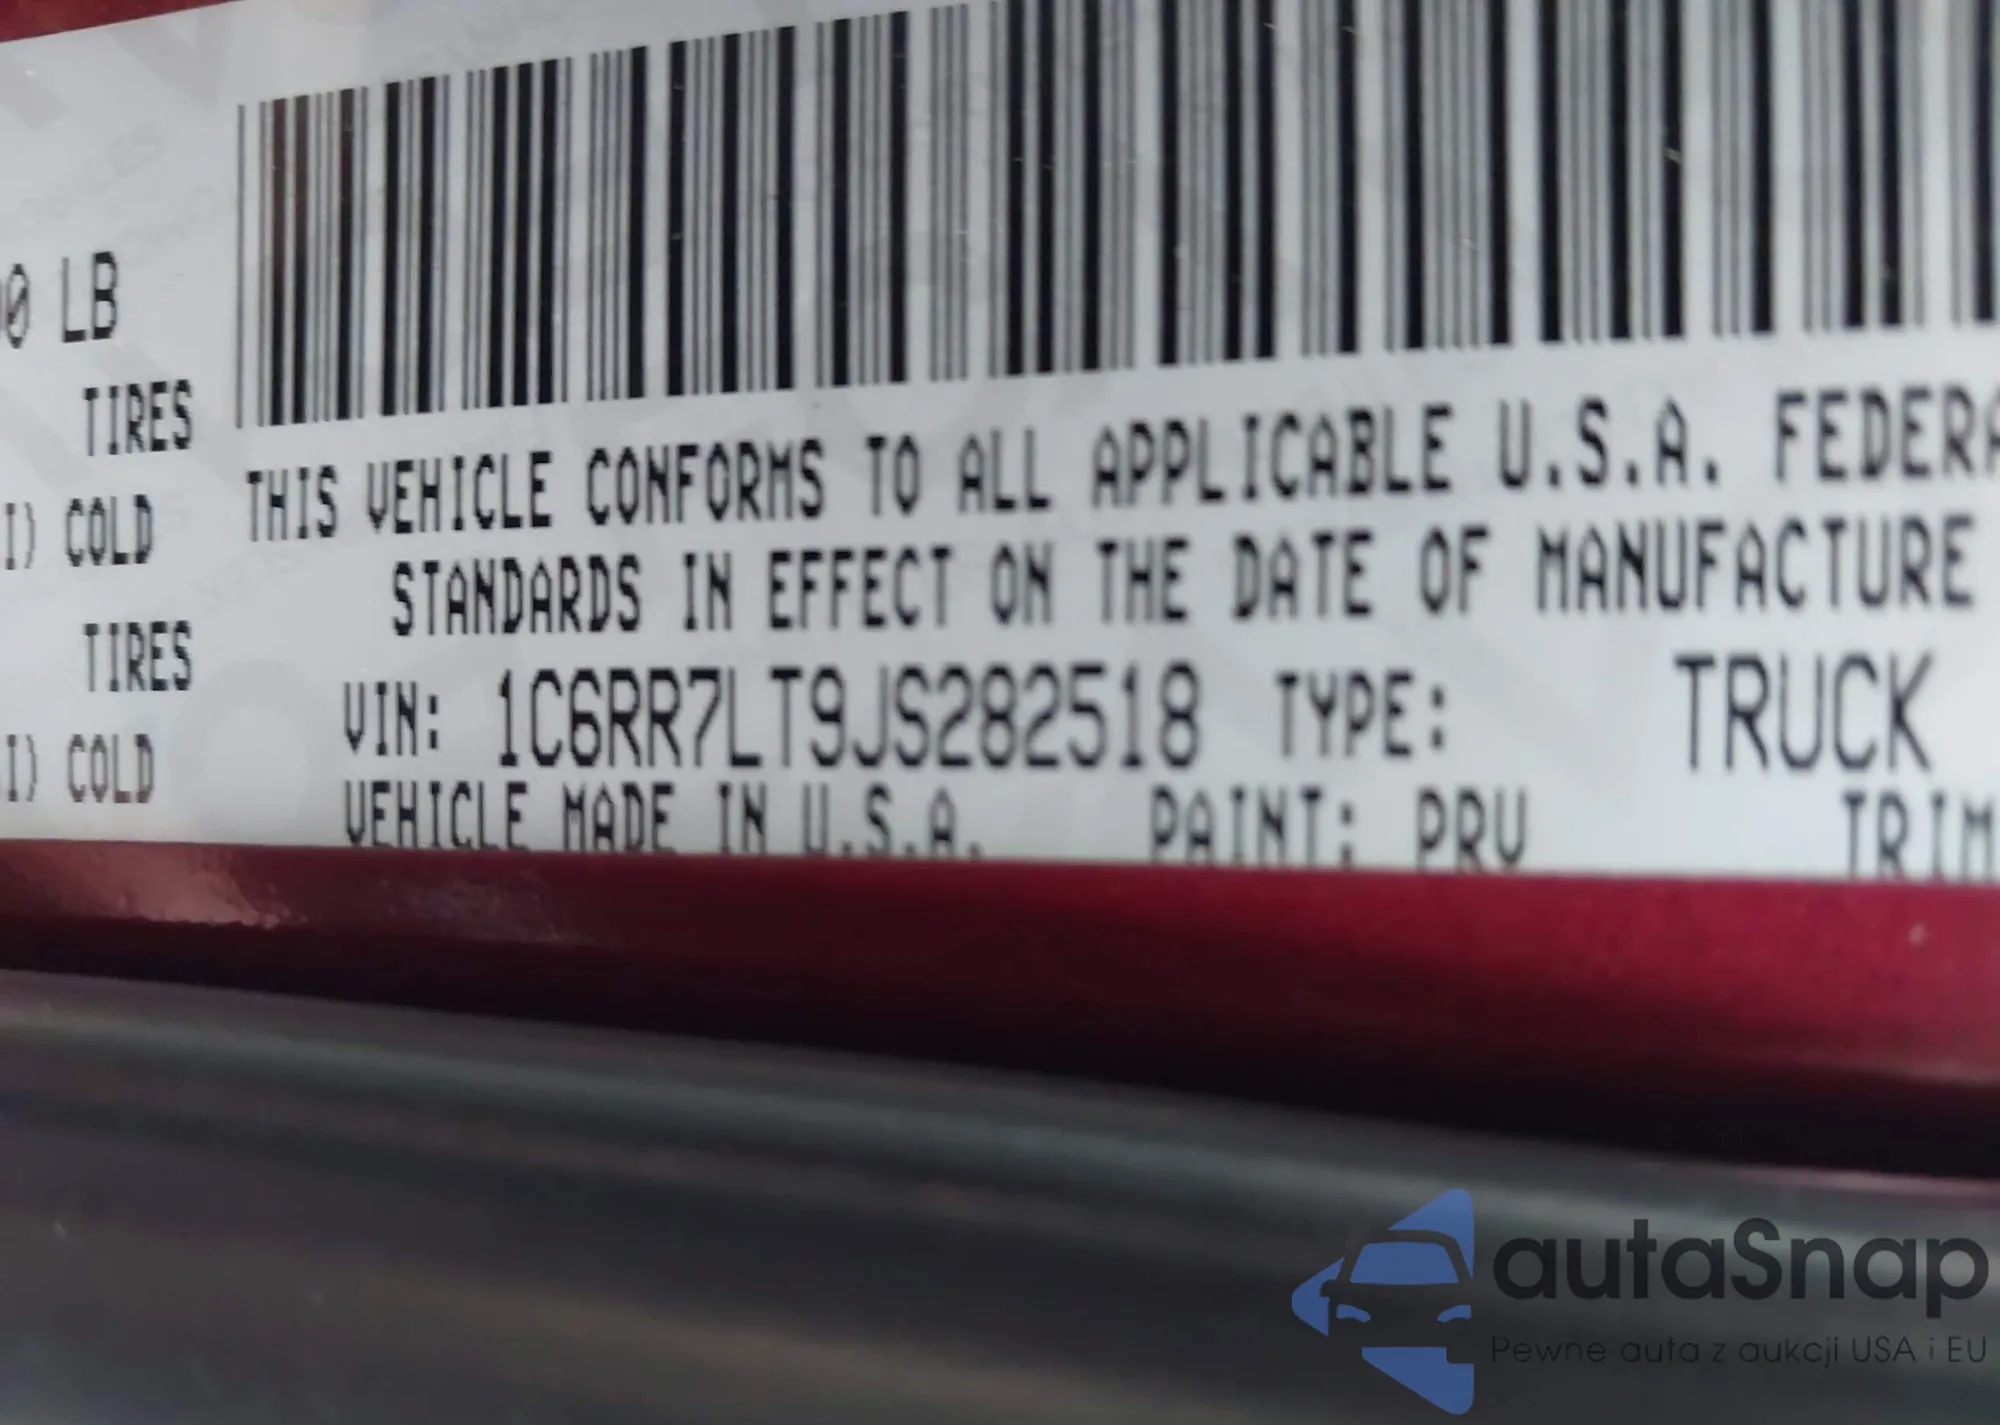 0 LB
TIRES
I) COLD
TIRES
I) COLD
THIS VEHICLE CONFORMS TO ALL APPLICABLE U.S.A. FEDERA
STANDARDS IN EFFECT ON THE DATE OF MANUFACTURE
VIN: 1C6RR7LT9JS282518 TYPE: TRUCK
VEHICLE MADE IN U.S.A. PAINT: PRV TRIM
autaSnap
Pewne auta z aukcji USA i EU